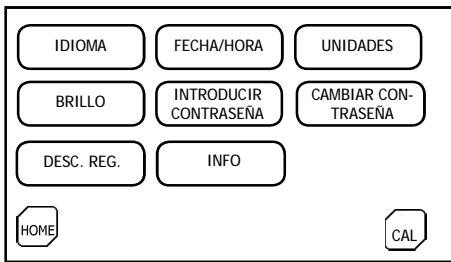 IDIOMA
FECHA/HORA
UNIDADES
BRILLO
INTRODUCIR
CONTRASEÑA
CAMBIAR CON-
TRASEÑA
DESC. REG.
INFO
HOME
CAL